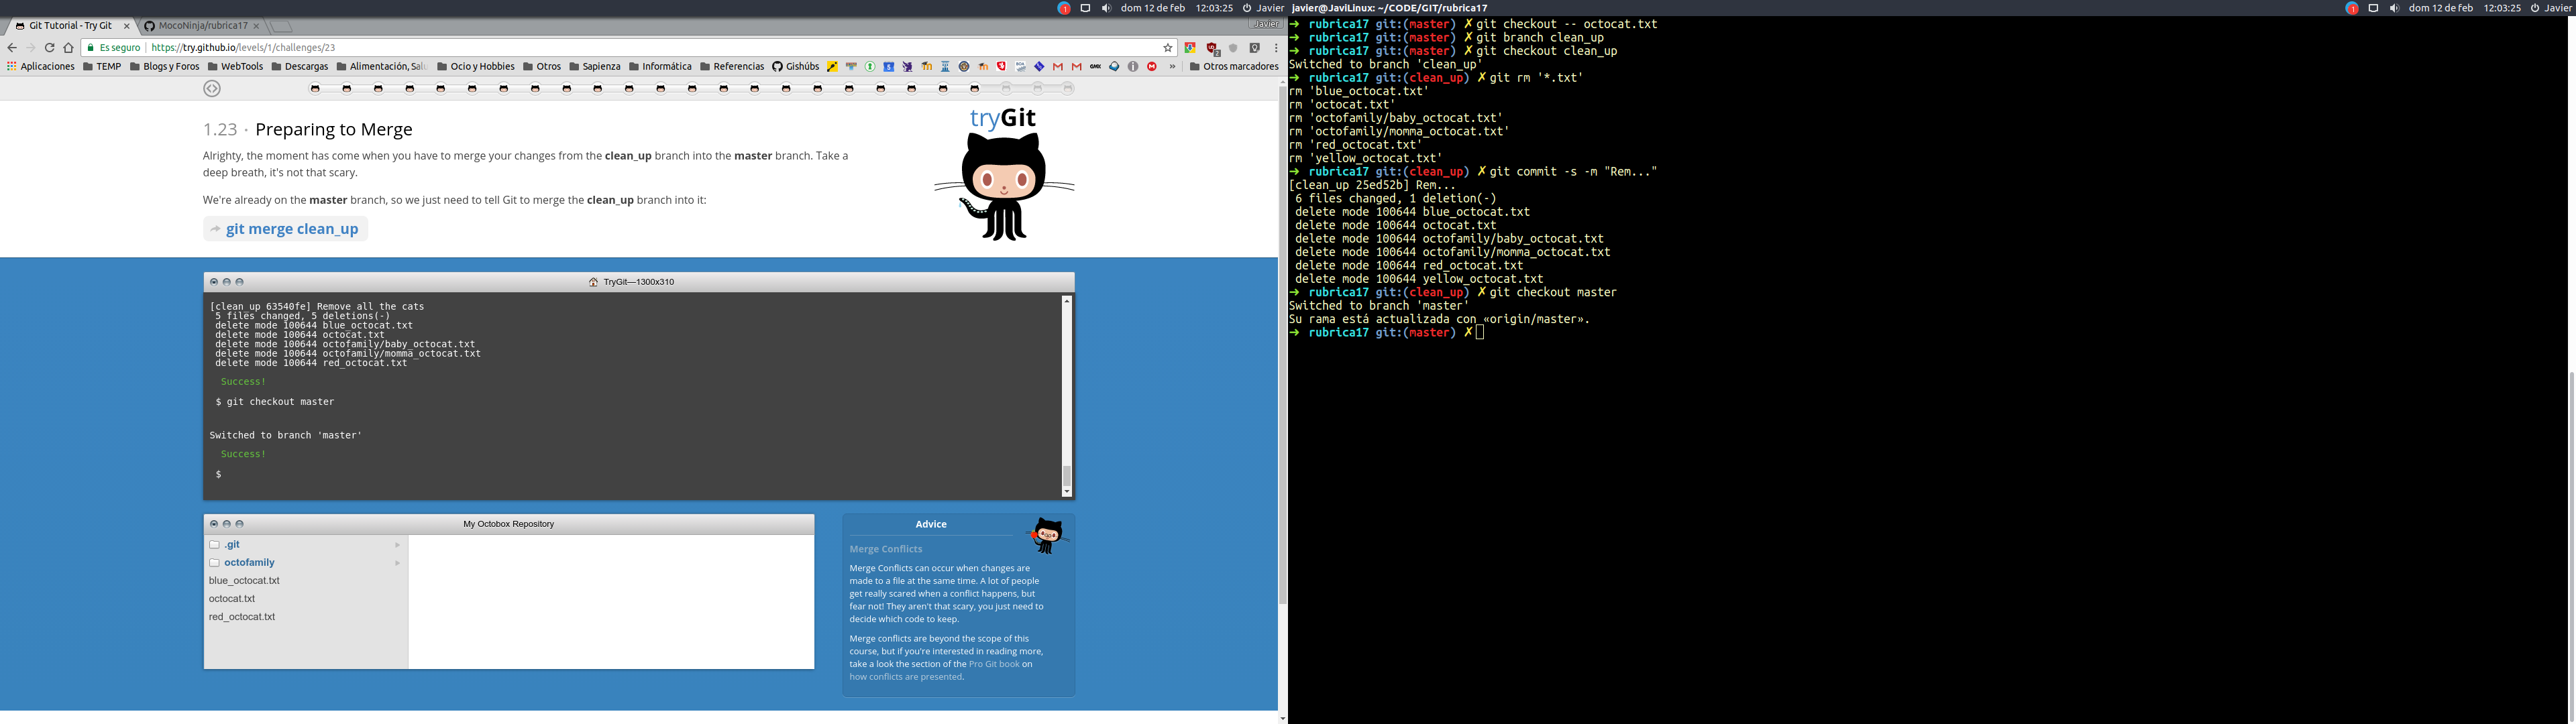 dom 12 de feb 12:03:25 Javier
Git Tutorial - Try Git
MocoNinja/rubrica17
Javier
Es seguro https://try.github.io/levels/1/challenges/23
Aplicaciones TEMP Blogs y Foros WebTools Descargas Alimentación, Salu Ocio y Hobbies Otros Sapienza Informática Referencias Gishúbs GMX » Otros marcadores
1.23 · Preparing to Merge
Alrighty, the moment has come when you have to merge your changes from the clean_up branch into the master branch. Take a
deep breath, it's not that scary.
We're already on the master branch, so we just need to tell Git to merge the clean_up branch into it:
git merge clean_up
tryGit
TryGit—1300x310
[clean_up 63540fe] Remove all the cats
5 files changed, 5 deletions(-)
delete mode 100644 blue_octocat.txt
delete mode 100644 octocat.txt
delete mode 100644 octofamily/baby_octocat.txt
delete mode 100644 octofamily/momma_octocat.txt
delete mode 100644 red_octocat.txt
Success!
$ git checkout master
Switched to branch 'master'
Success!
$
My Octobox Repository
.git
octofamily
blue_octocat.txt
octocat.txt
red_octocat.txt
Advice
Merge Conflicts
Merge Conflicts can occur when changes are
made to a file at the same time. A lot of people
get really scared when a conflict happens, but
fear not! They aren't that scary, you just need to
decide which code to keep.
Merge conflicts are beyond the scope of this
course, but if you're interested in reading more,
take a look the section of the Pro Git book on
how conflicts are presented.
javier@JaviLinux: ~/CODE/GIT/rubrica17
dom 12 de feb 12:03:25 Javier
➜ rubrica17 git:(master) ✗ git checkout -- octocat.txt
➜ rubrica17 git:(master) ✗ git branch clean_up
➜ rubrica17 git:(master) ✗ git checkout clean_up
Switched to branch 'clean_up'
➜ rubrica17 git:(clean_up) ✗ git rm '*.txt'
rm 'blue_octocat.txt'
rm 'octocat.txt'
rm 'octofamily/baby_octocat.txt'
rm 'octofamily/momma_octocat.txt'
rm 'red_octocat.txt'
rm 'yellow_octocat.txt'
➜ rubrica17 git:(clean_up) ✗ git commit -s -m "Rem..."
[clean_up 25ed52b] Rem...
6 files changed, 1 deletion(-)
delete mode 100644 blue_octocat.txt
delete mode 100644 octocat.txt
delete mode 100644 octofamily/baby_octocat.txt
delete mode 100644 octofamily/momma_octocat.txt
delete mode 100644 red_octocat.txt
delete mode 100644 yellow_octocat.txt
➜ rubrica17 git:(clean_up) ✗ git checkout master
Switched to branch 'master'
Su rama está actualizada con «origin/master».
➜ rubrica17 git:(master) ✗